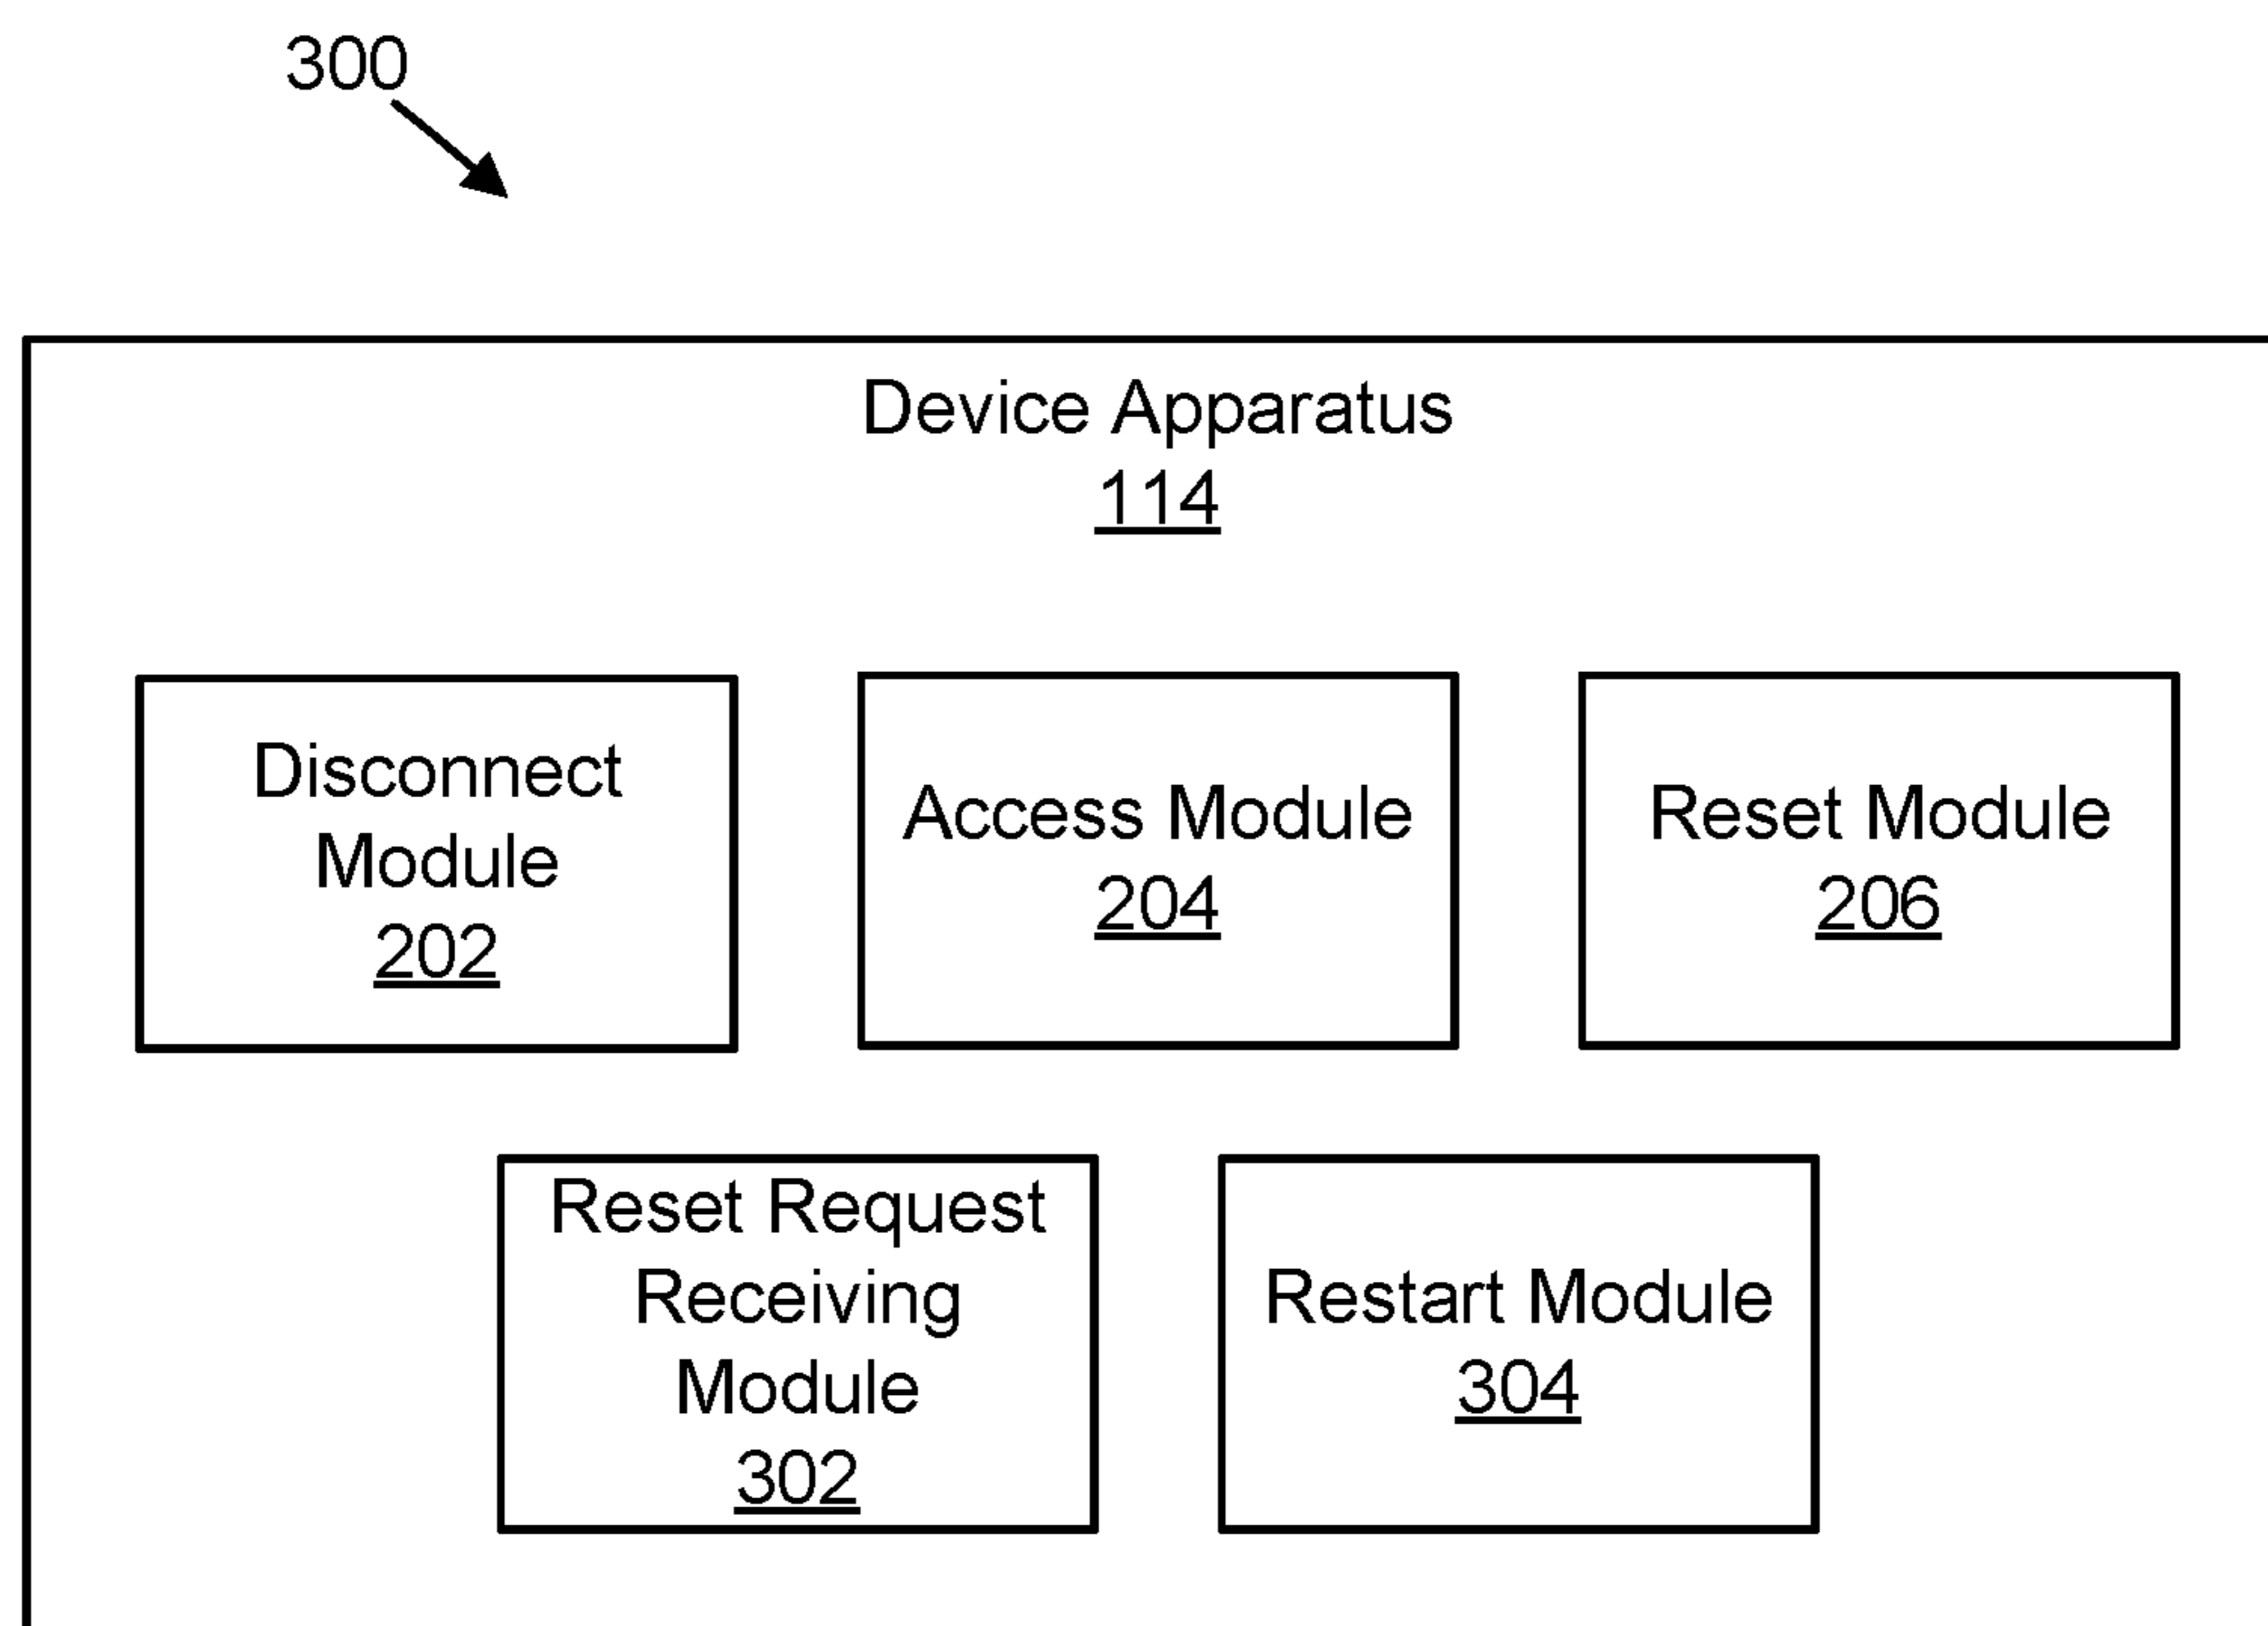 300
Device Apparatus
114
Disconnect
Module
202
Access Module
204
Reset Module
206
Reset Request
Receiving
Module
302
Restart Module
304